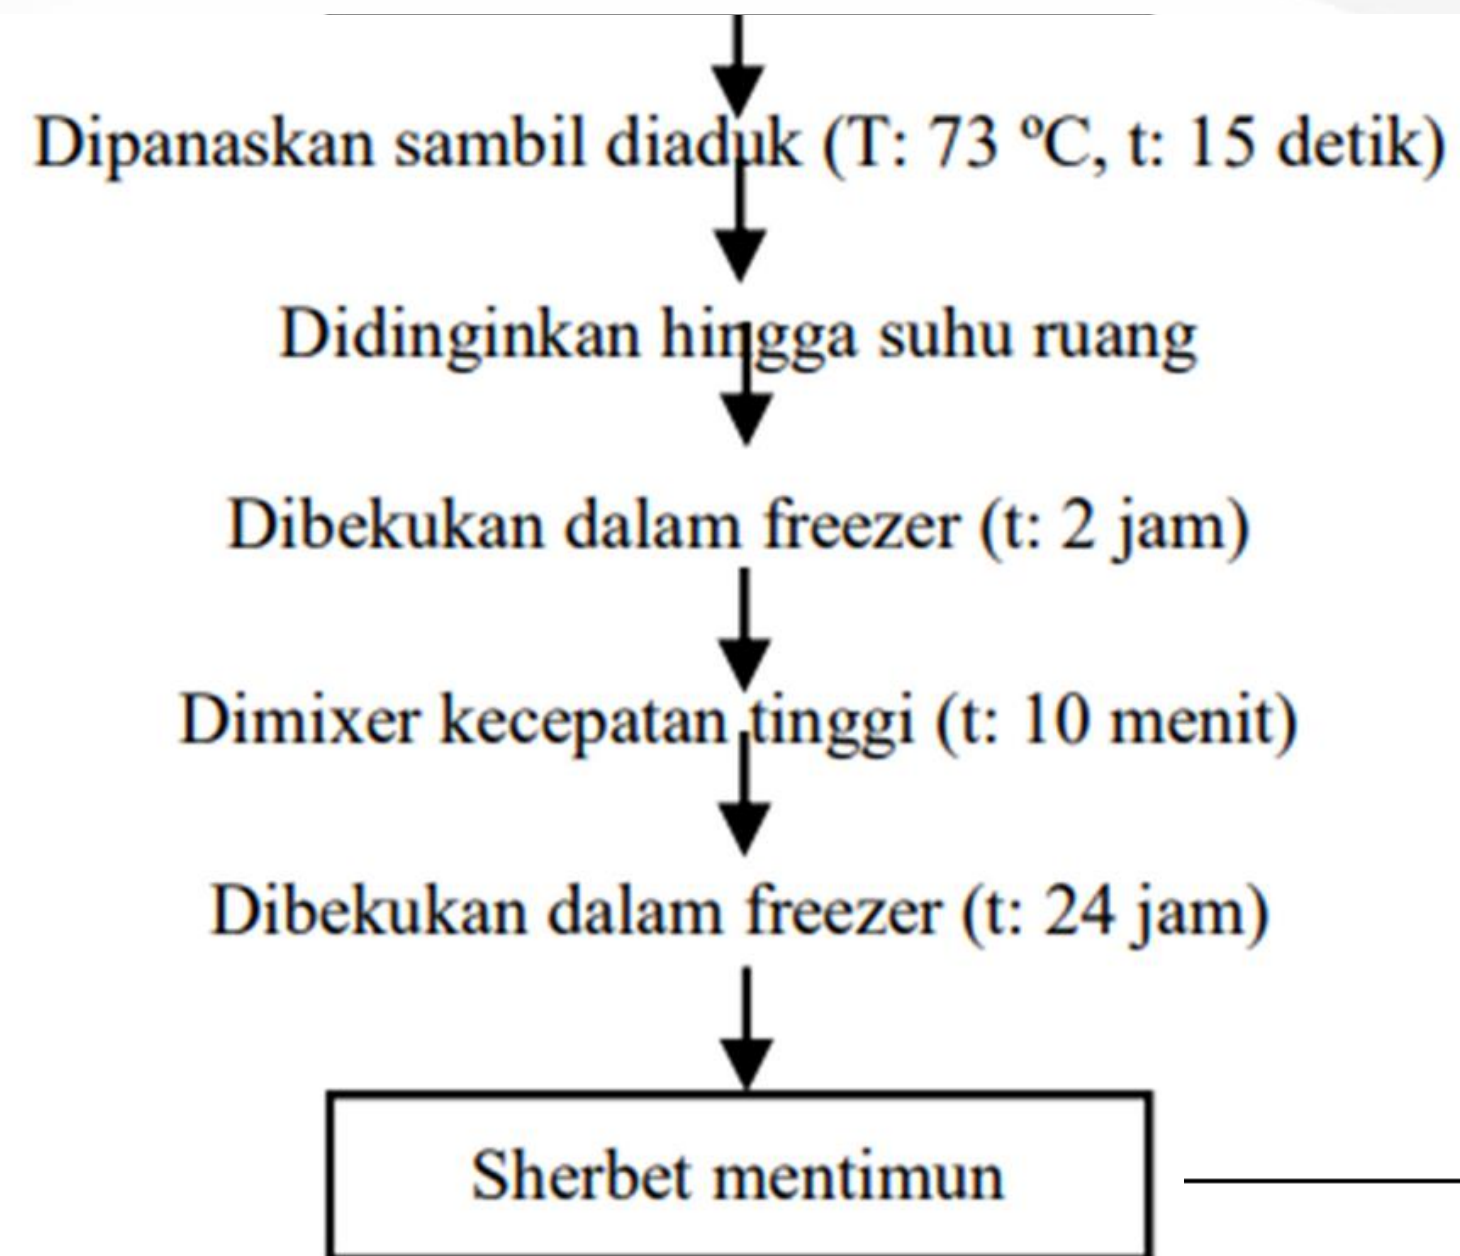 Dipanaskan sambil diaduk (T: 73 ºC, t: 15 detik)
Didinginkan hingga suhu ruang
Dibekukan dalam freezer (t: 2 jam)
Dimixer kecepatan tinggi (t: 10 menit)
Dibekukan dalam freezer (t: 24 jam)
Sherbet mentimun